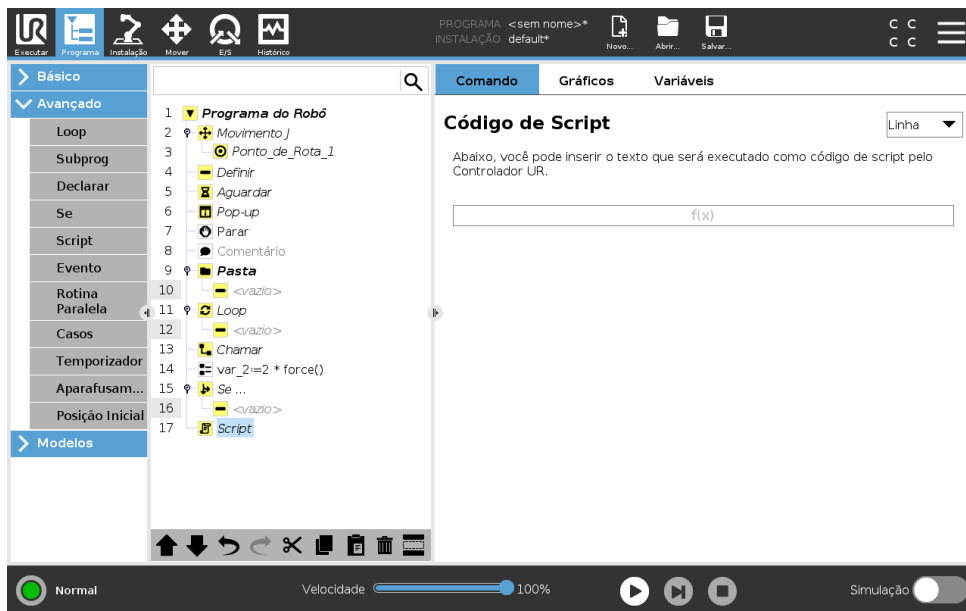 PROGRAMA <sem nome>*
INSTALAÇÃO default*
Executar Programa Instalação Mover E/S Histórico Novo... Abrir... Salvar...
C C
C C
Básico
Avançado
Loop
Subprog
Declarar
Se
Script
Evento
Rotina
Paralela
Casos
Temporizador
Aparafusam...
Posição Inicial
Modelos
1 Programa do Robô
2 Movimento J
3 Ponto_de_Rota_1
4 Definir
5 Aguardar
6 Pop-up
7 Parar
8 Comentário
9 Pasta
10 <vazio>
11 Loop
12 <vazio>
13 Chamar
14 var_2:=2 * force()
15 Se ...
16 <vazio>
17 Script
Comando Gráficos Variáveis
Código de Script
Linha
Abaixo, você pode inserir o texto que será executado como código de script pelo
Controlador UR.
f(x)
Normal Velocidade 100% Simulação